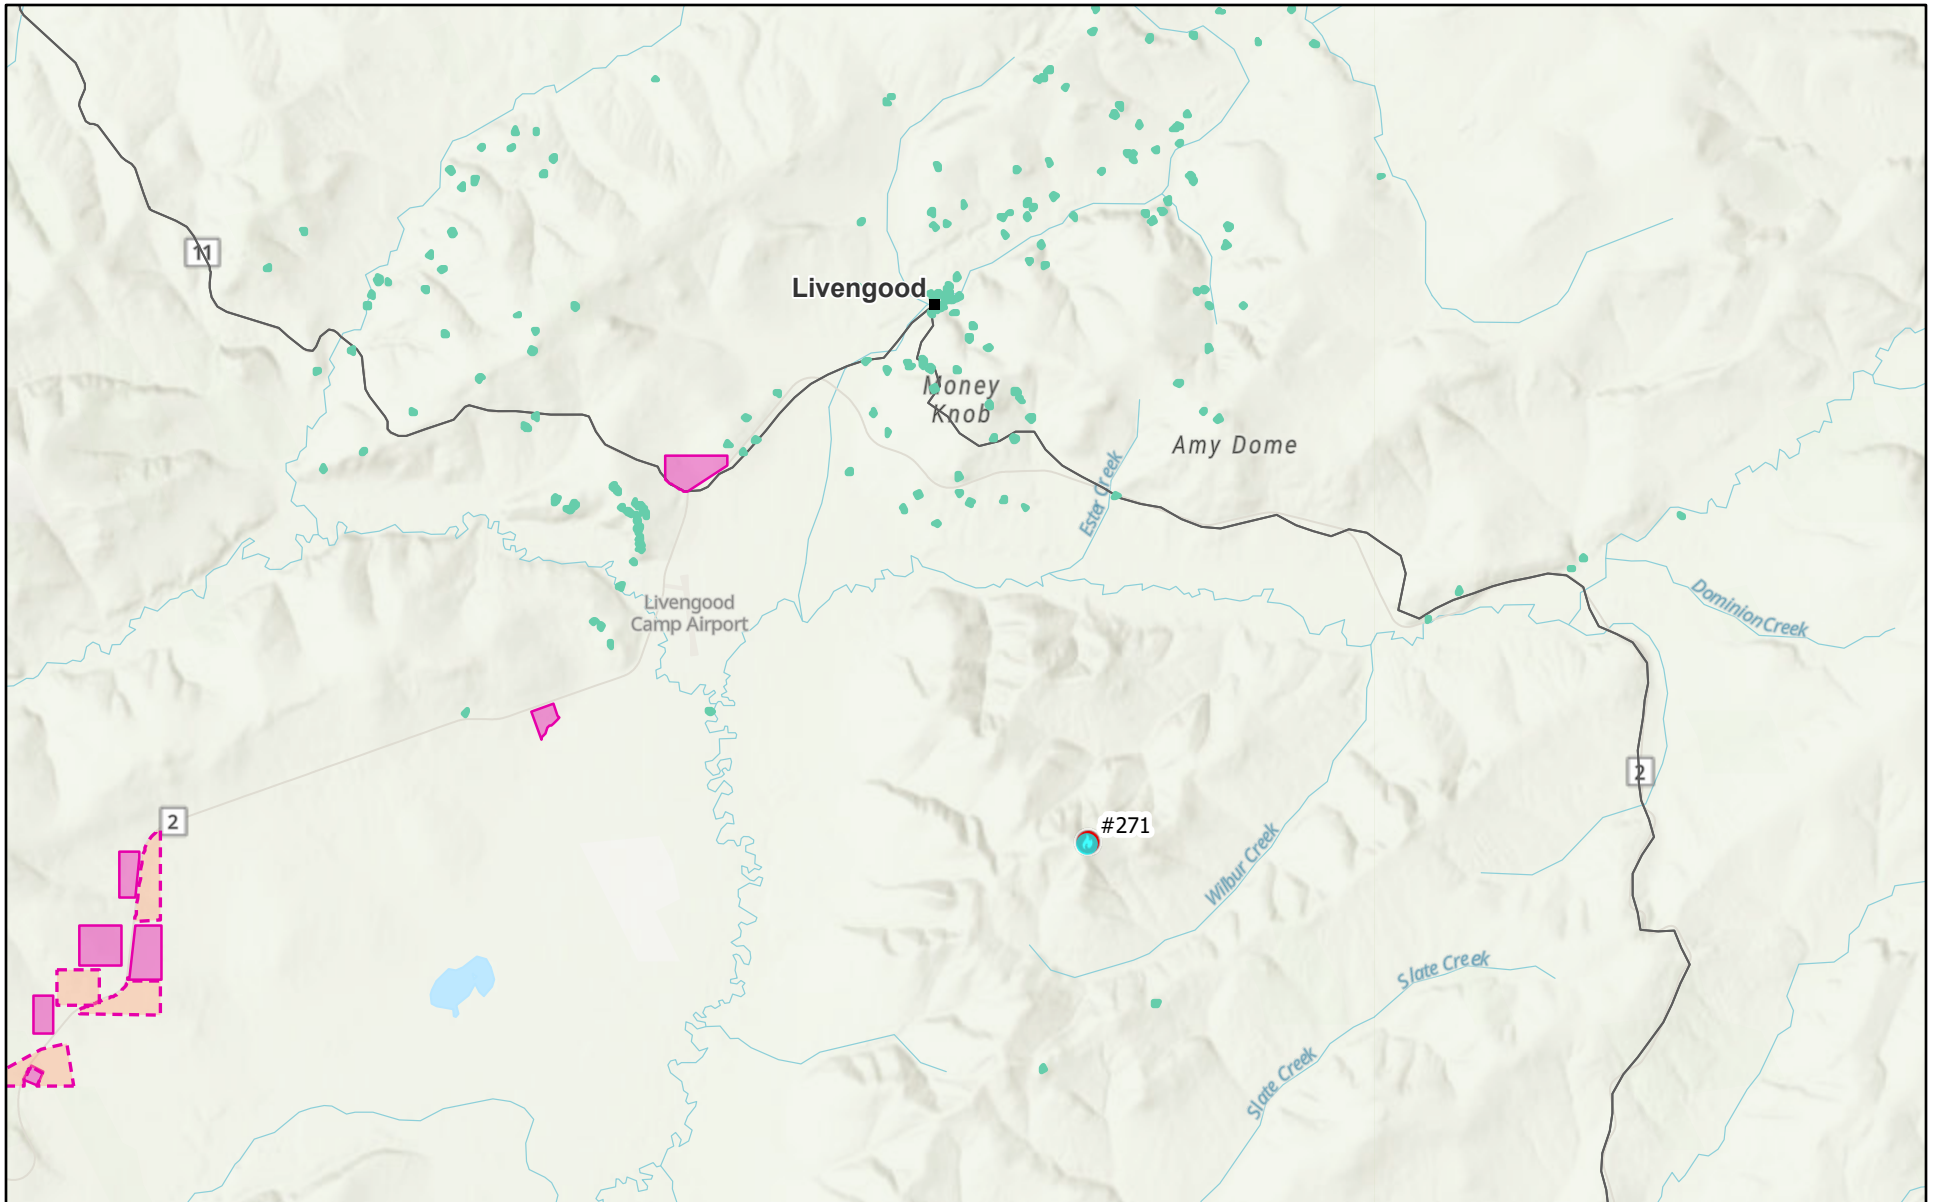 11
Livengood
Money
Knob
Amy Dome
Ester Creek
Livengood
Camp Airport
Dominion Creek
2
2
#271
Wilbur Creek
Slate Creek
Slate Creek